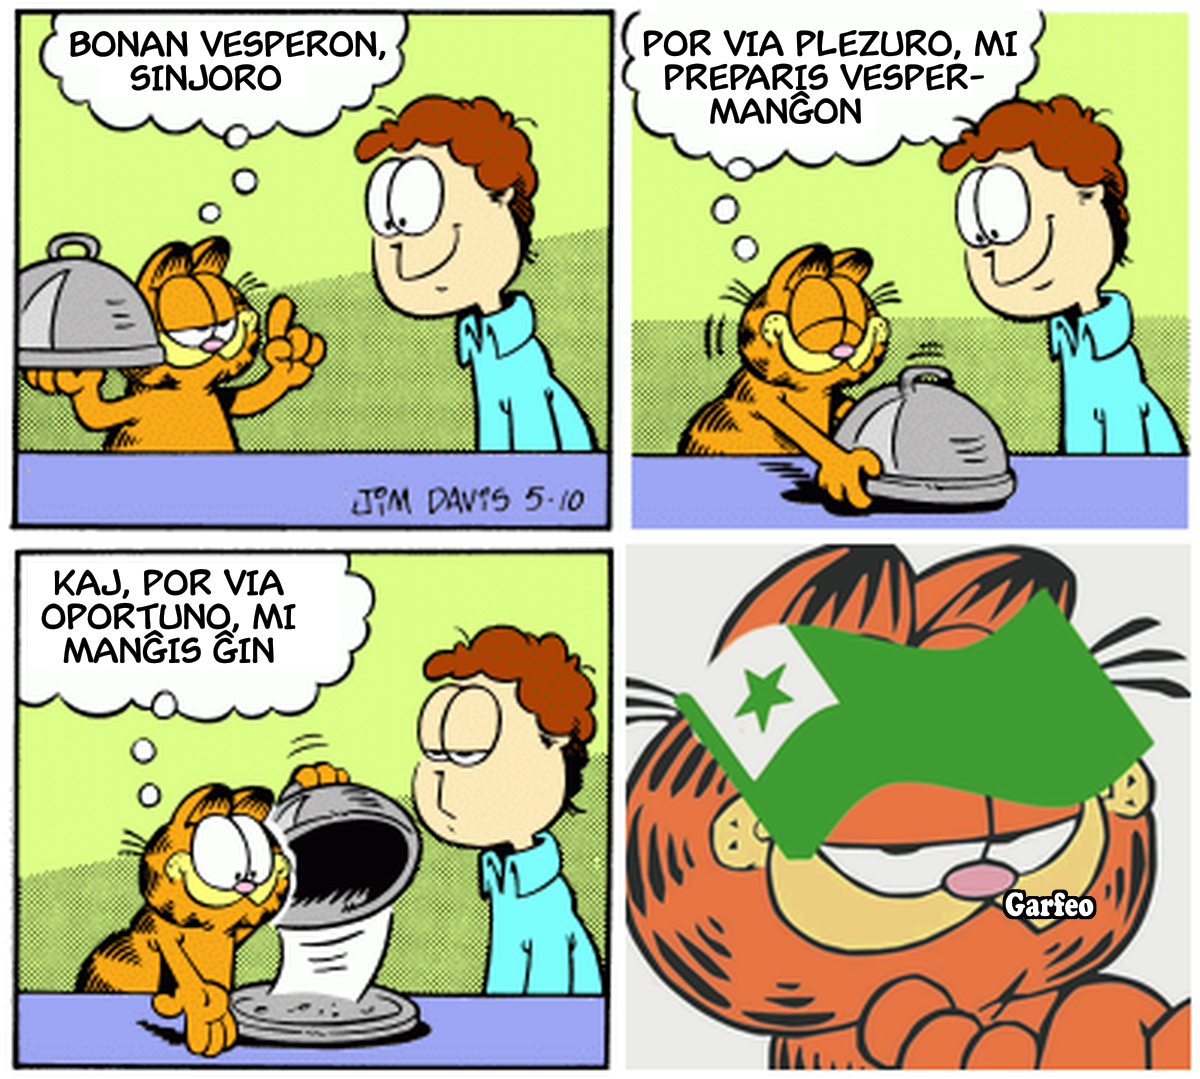 BONAN VESPERON,
SINJORO
JIM DAVIS 5-10
POR VIA PLEZURO, MI
PREPARIS VESPER-
MANĜON
KAJ, POR VIA
OPORTUNO, MI
MANĜIS ĜIN
Garfeo